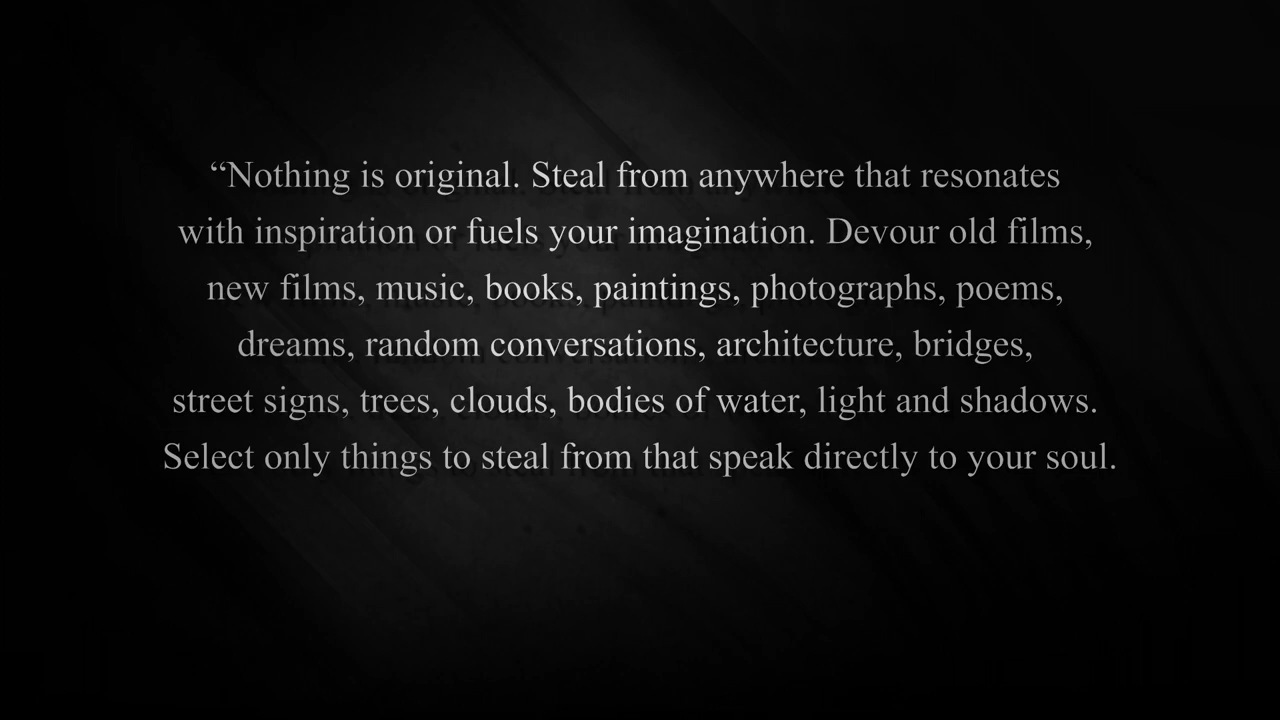 “Nothing is original. Steal from anywhere that resonates
with inspiration or fuels your imagination. Devour old films,
new films, music, books, paintings, photographs, poems,
dreams, random conversations, architecture, bridges,
street signs, trees, clouds, bodies of water, light and shadows.
Select only things to steal from that speak directly to your soul.